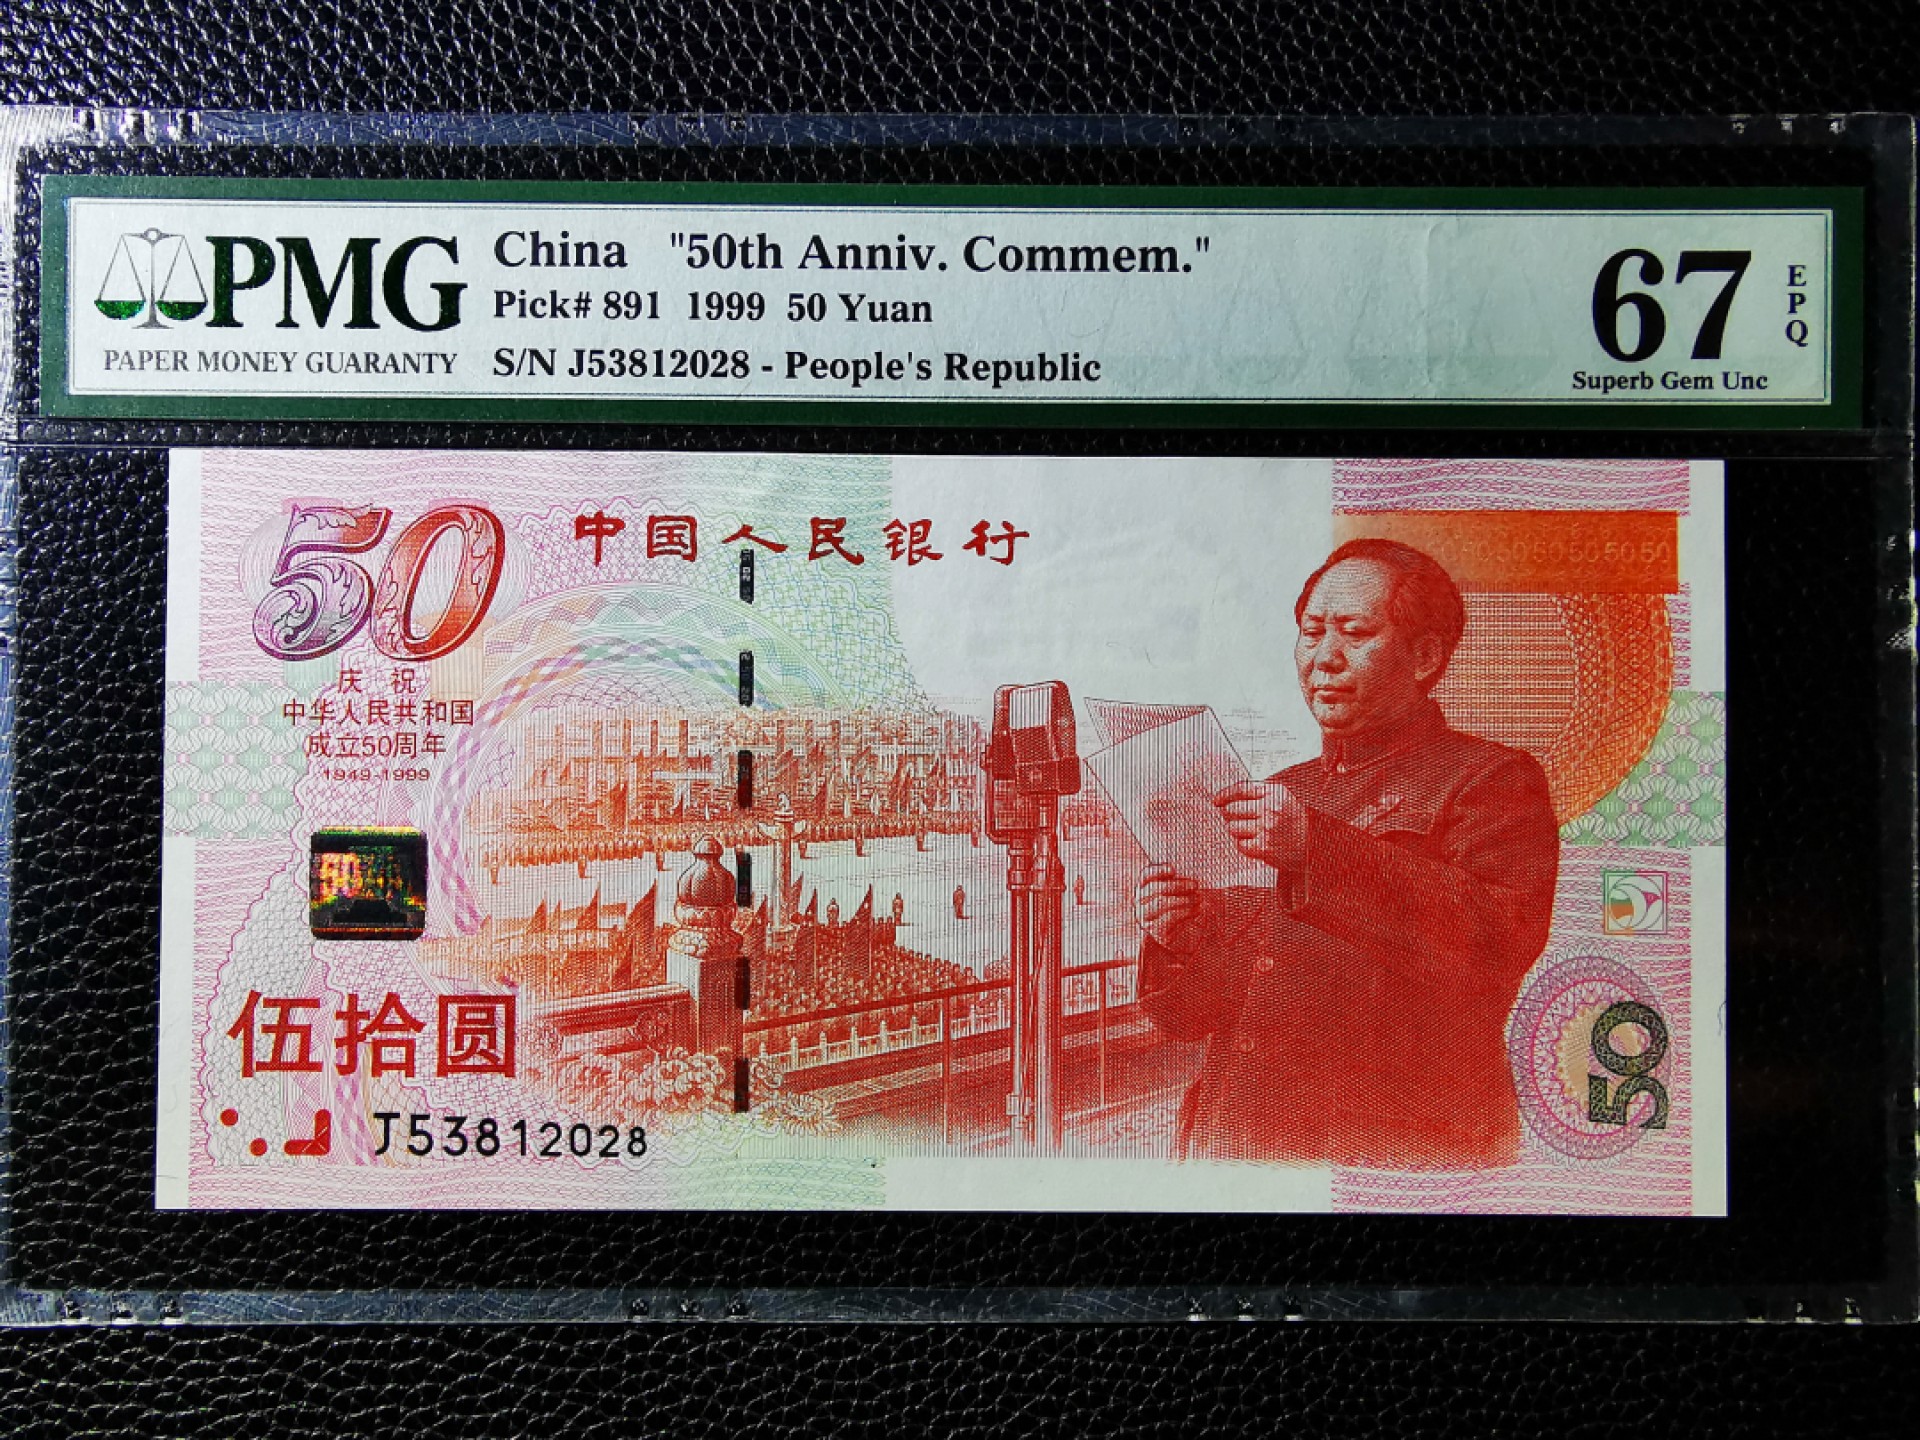 PMG
PAPER MONEY GUARANTY
China "50th Anniv. Commem."
Pick# 891 1999 50 Yuan
S/N J53812028 - People's Republic
67
EPQ
Superb Gem Unc
50
中国人民银行
庆祝
中华人民共和国
成立50周年
1949-1999
50
伍拾圆
J53812028
50